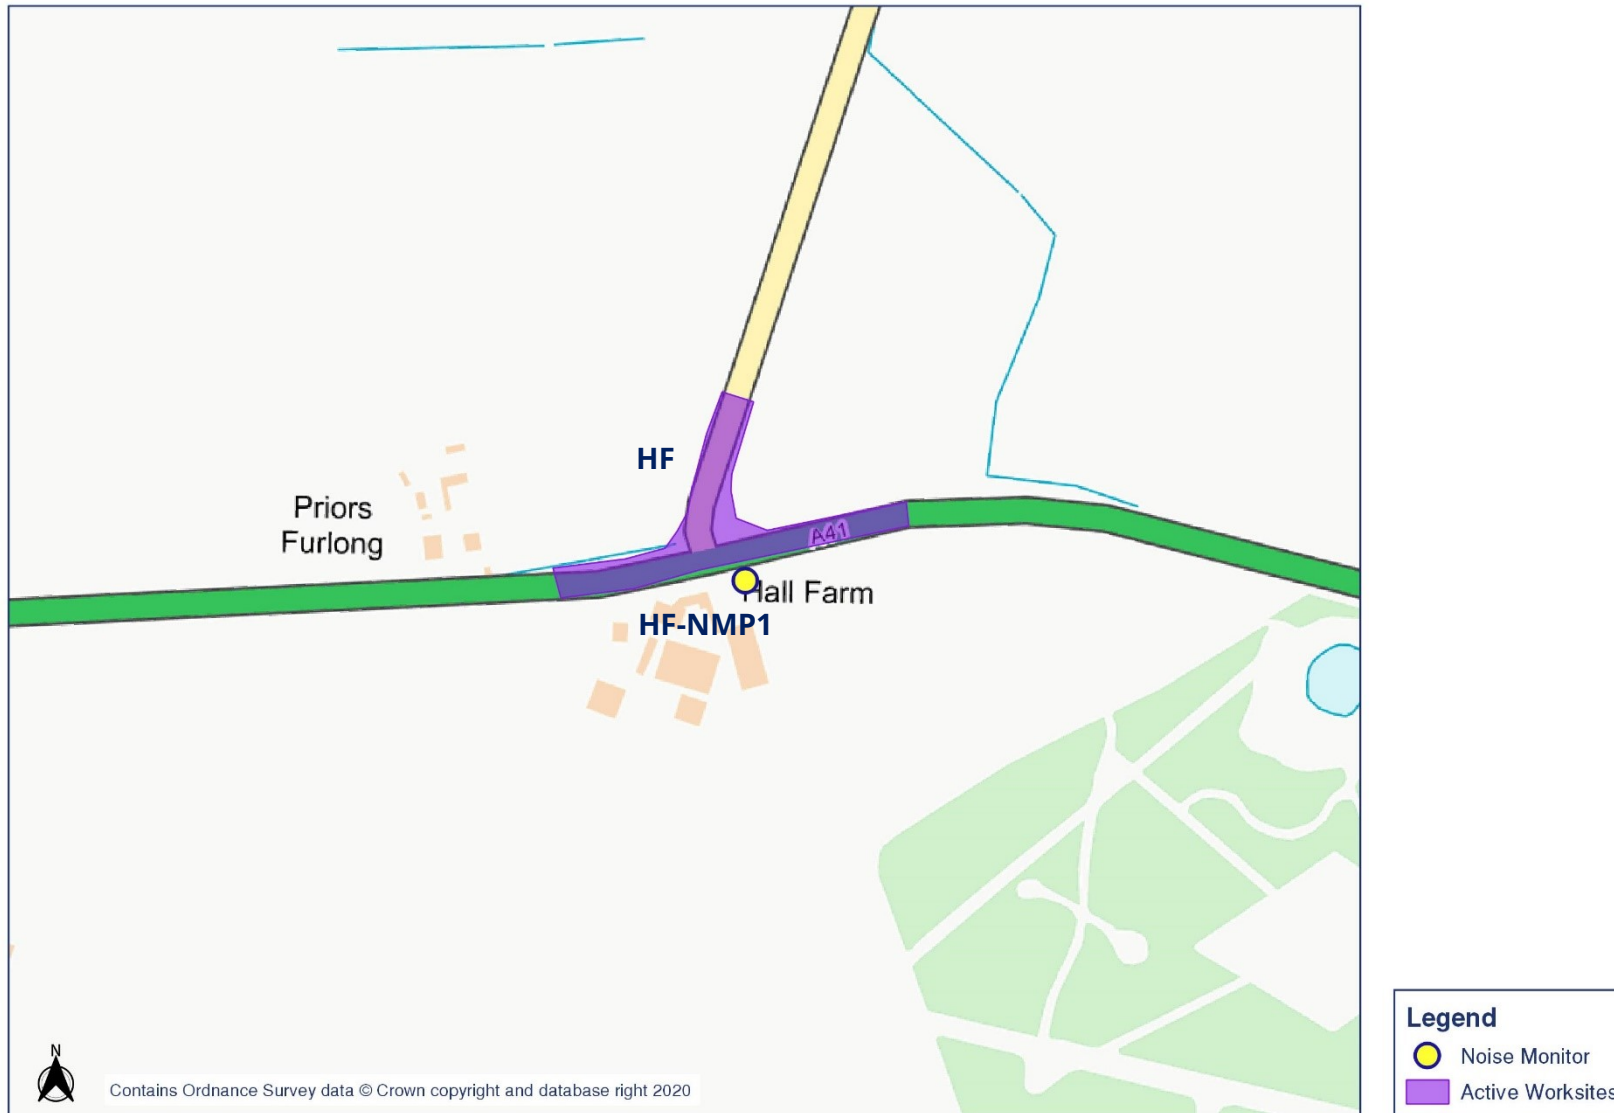 HF
Priors
Furlong
A41
Hall Farm
HF-NMP1
N
Contains Ordnance Survey data © Crown copyright and database right 2020
Legend
Noise Monitor
Active Worksites